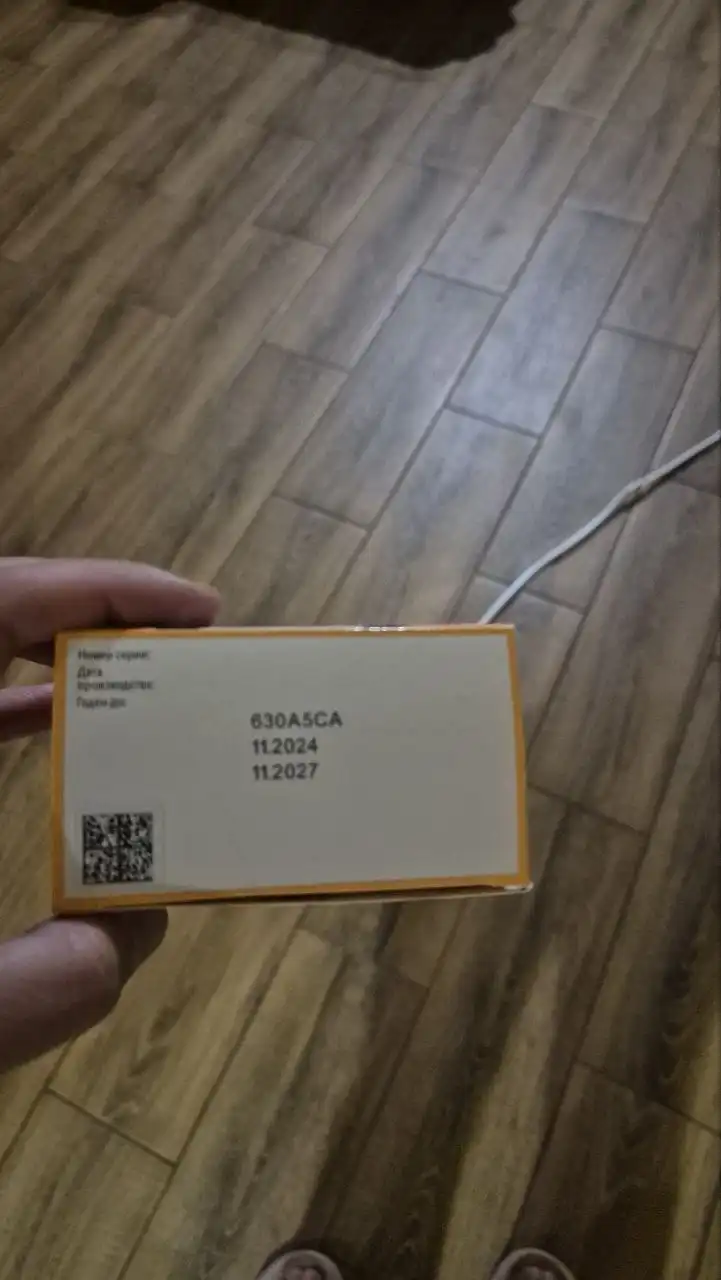 Номер серии:
Дата
производства:
Годен до:
630A5CA
11.2024
11.2027